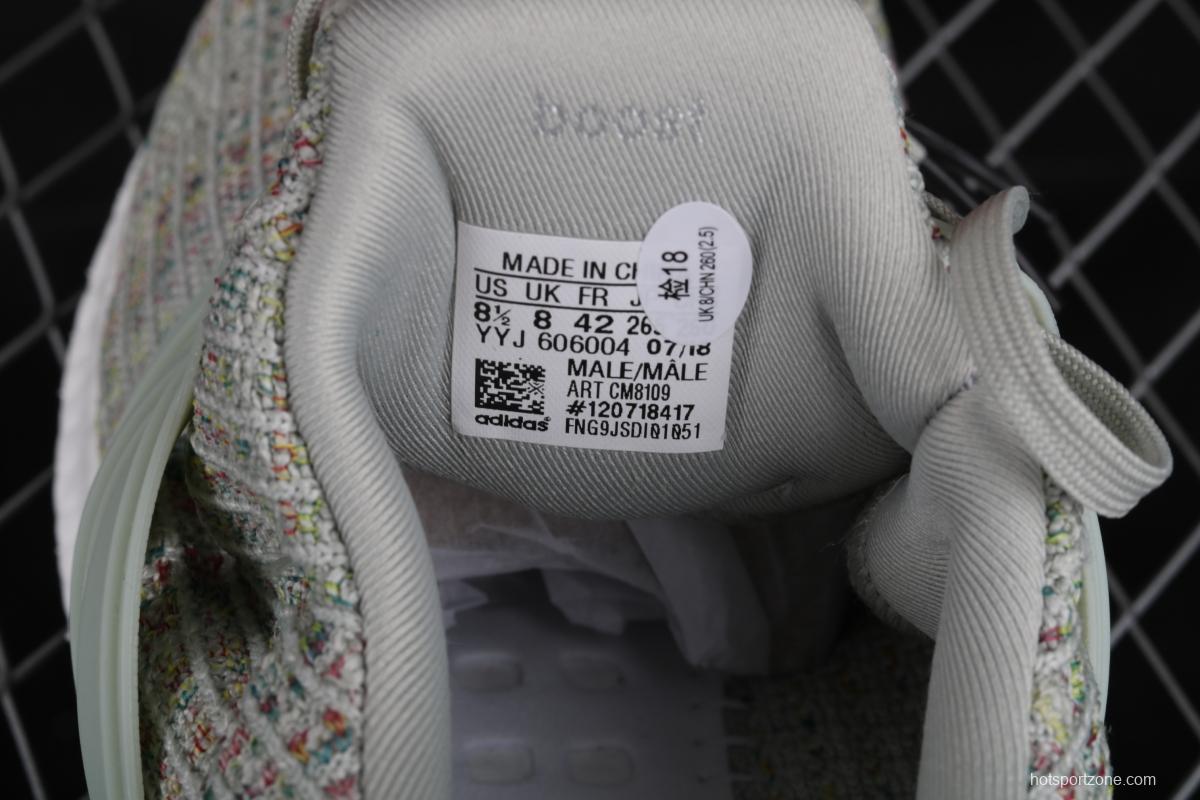 boost
MADE IN CH
US UK FR J
8½ 8 42 26
YYJ 606004 07/18
MALE/MÂLE
ART CM8109
#120718417
FNG9JSDI01051
adidas
检18
UK 8/CHN 260(2.5)
hotsportzone.com